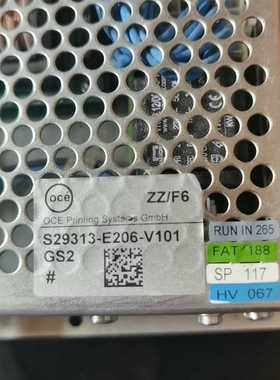 océ
ZZ/F6
OCE Printing Systems GmbH
S29313-E206-V101
GS2
#
RUN IN 265
FAT/188
SP 117
HV 067